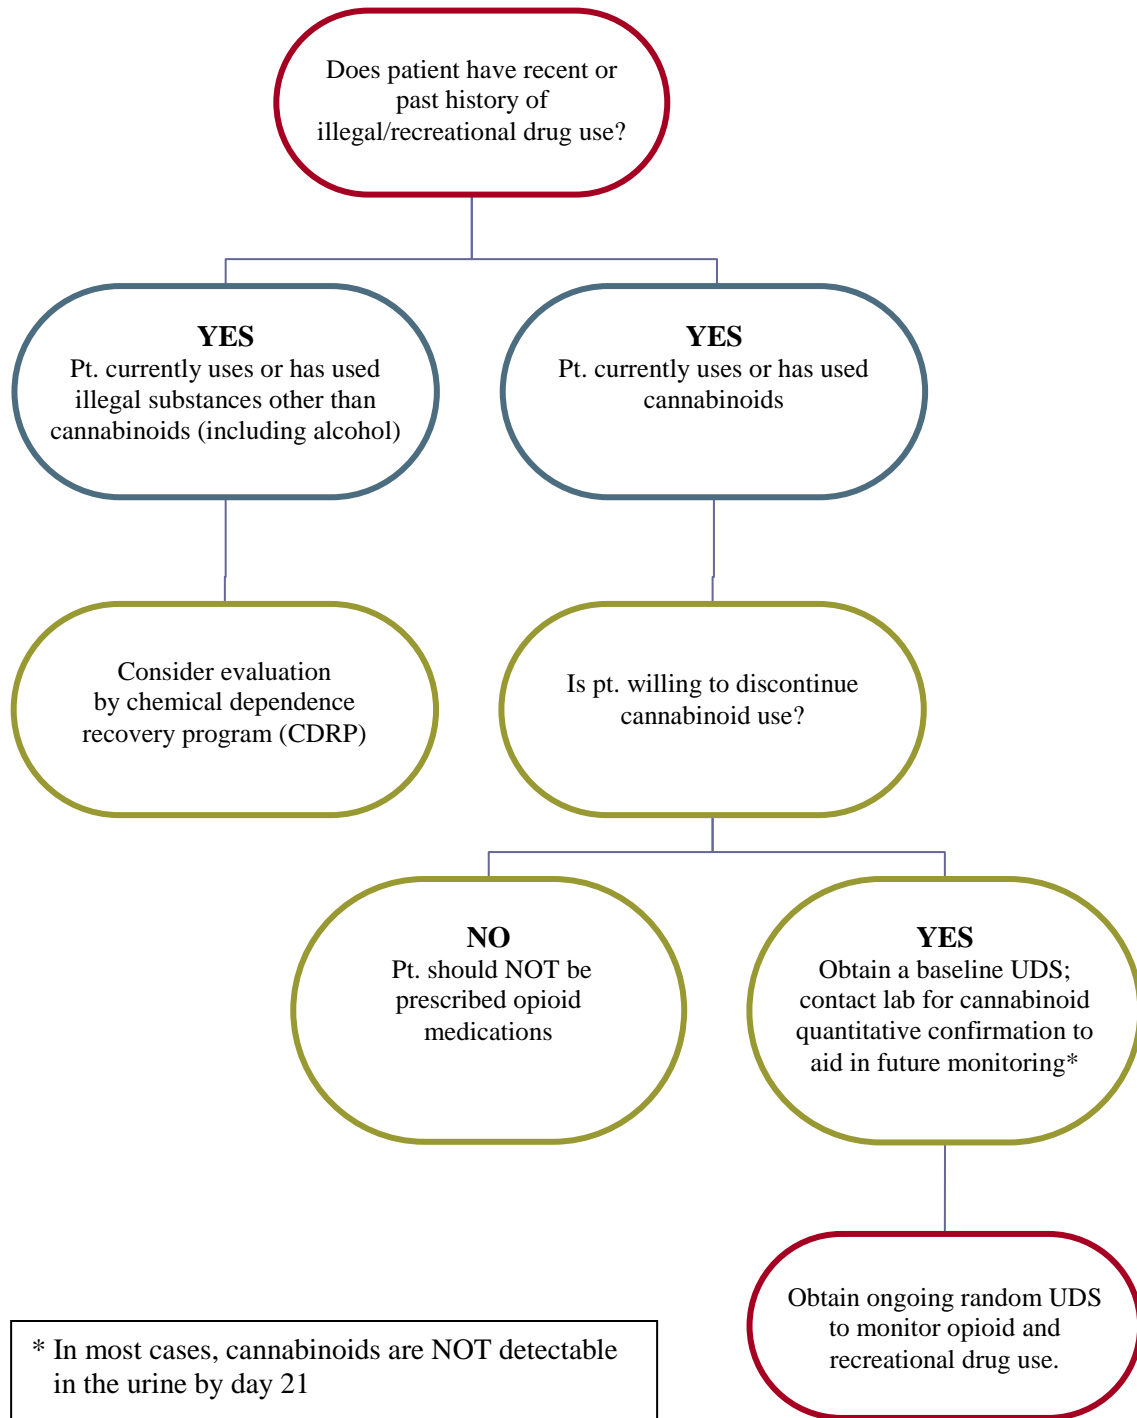 Does patient have recent or
past history of
illegal/recreational drug use?
YES
Pt. currently uses or has used
illegal substances other than
cannabinoids (including alcohol)
YES
Pt. currently uses or has used
cannabinoids
Consider evaluation
by chemical dependence
recovery program (CDRP)
Is pt. willing to discontinue
cannabinoid use?
NO
Pt. should NOT be
prescribed opioid
medications
YES
Obtain a baseline UDS;
contact lab for cannabinoid
quantitative confirmation to
aid in future monitoring*
Obtain ongoing random UDS
to monitor opioid and
recreational drug use.
* In most cases, cannabinoids are NOT detectable
in the urine by day 21